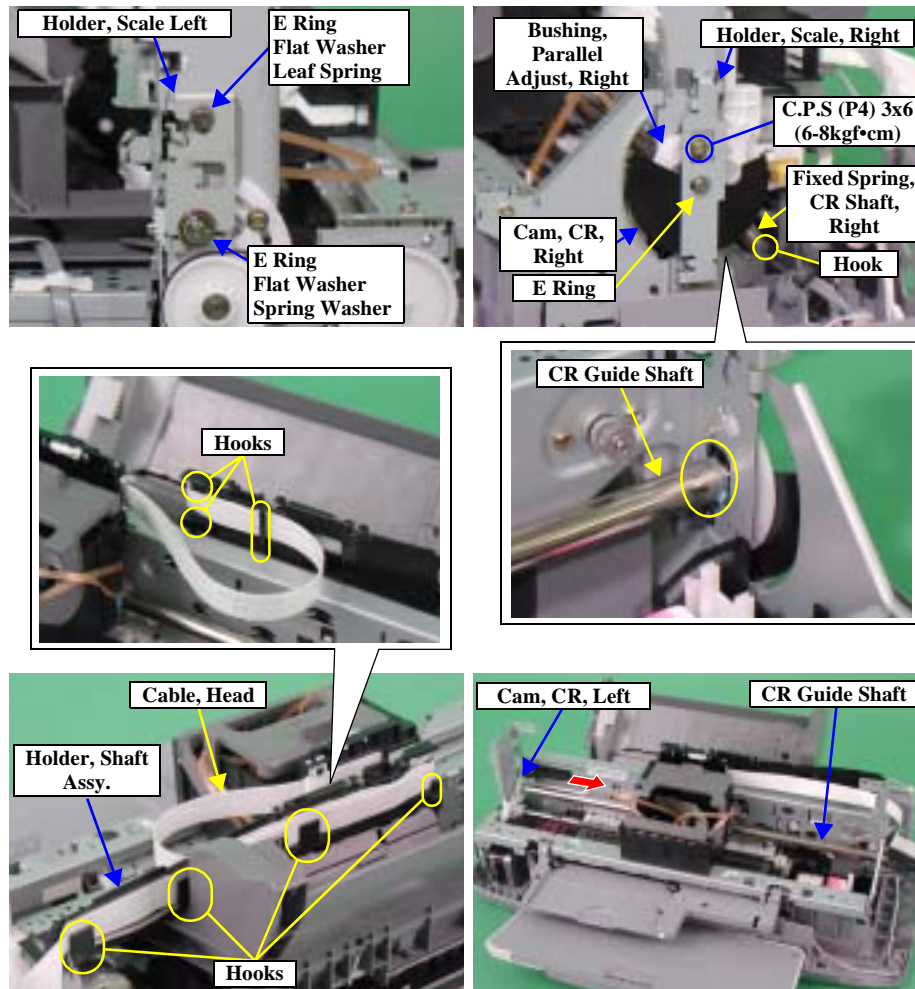 Holder, Scale Left
E Ring
Flat Washer
Leaf Spring
E Ring
Flat Washer
Spring Washer
Bushing,
Parallel
Adjust, Right
Holder, Scale, Right
C.P.S (P4) 3x6
(6-8kgf•cm)
Fixed Spring,
CR Shaft,
Right
Cam, CR,
Right
Hook
E Ring
Hooks
CR Guide Shaft
Cable, Head
Holder, Shaft
Assy.
Hooks
Cam, CR, Left
CR Guide Shaft